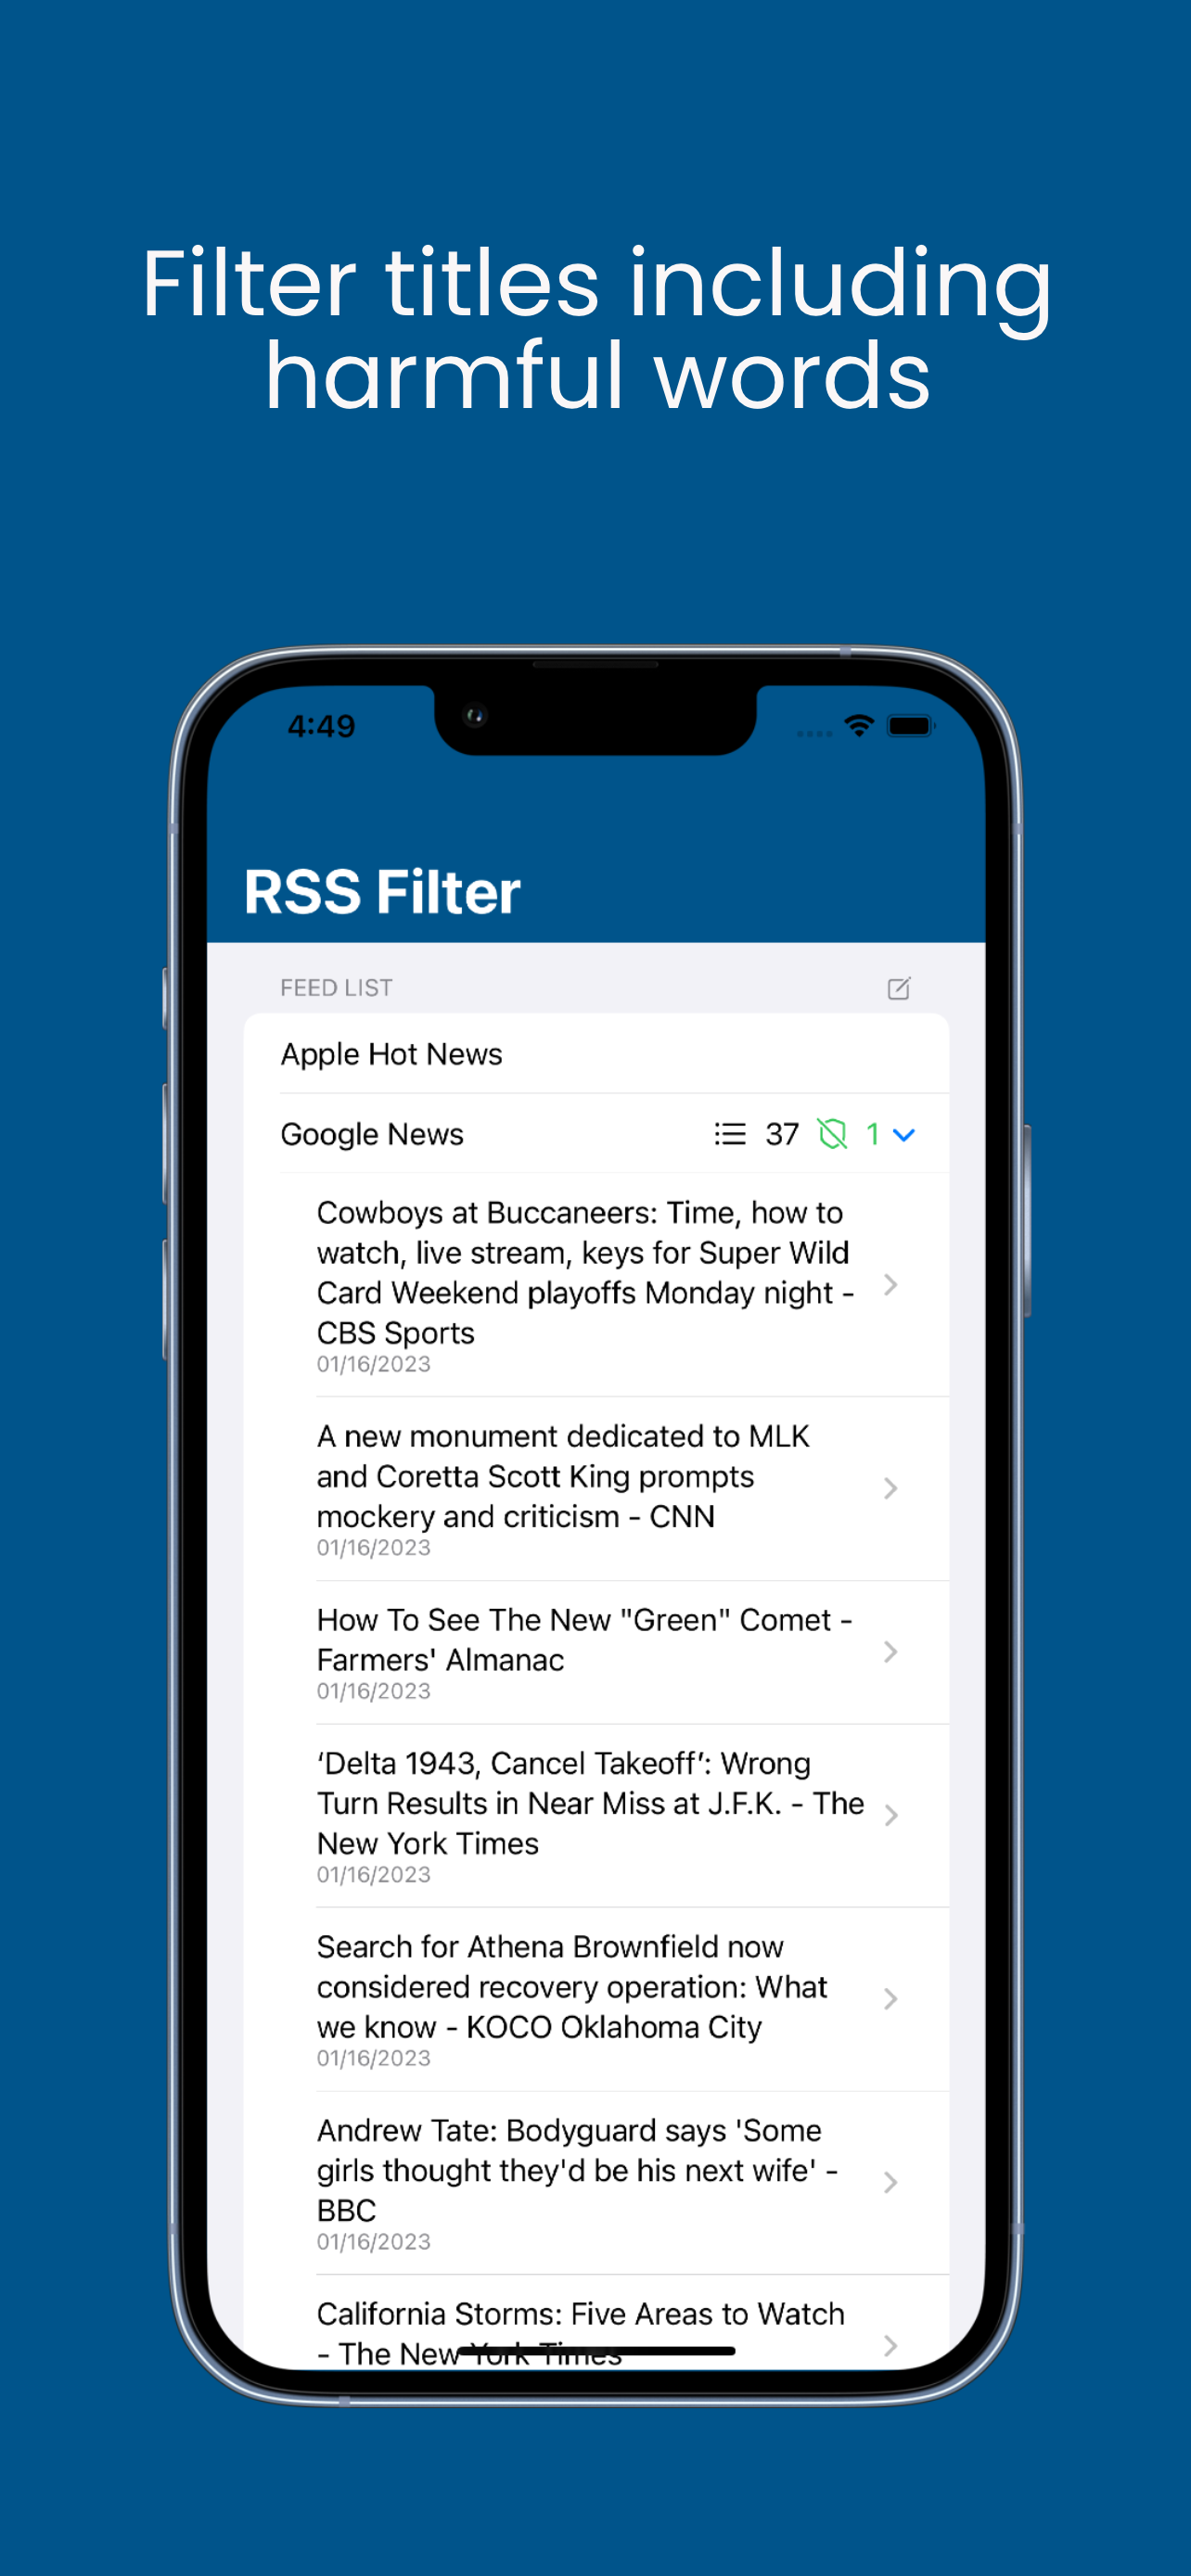 Filter titles including
harmful words
4:49
RSS Filter
FEED LIST
Apple Hot News
Google News 37 1
Cowboys at Buccaneers: Time, how to
watch, live stream, keys for Super Wild
Card Weekend playoffs Monday night -
CBS Sports
01/16/2023
A new monument dedicated to MLK
and Coretta Scott King prompts
mockery and criticism - CNN
01/16/2023
How To See The New "Green" Comet -
Farmers' Almanac
01/16/2023
‘Delta 1943, Cancel Takeoff’: Wrong
Turn Results in Near Miss at J.F.K. - The
New York Times
01/16/2023
Search for Athena Brownfield now
considered recovery operation: What
we know - KOCO Oklahoma City
01/16/2023
Andrew Tate: Bodyguard says 'Some
girls thought they'd be his next wife' -
BBC
01/16/2023
California Storms: Five Areas to Watch
- The New York Times